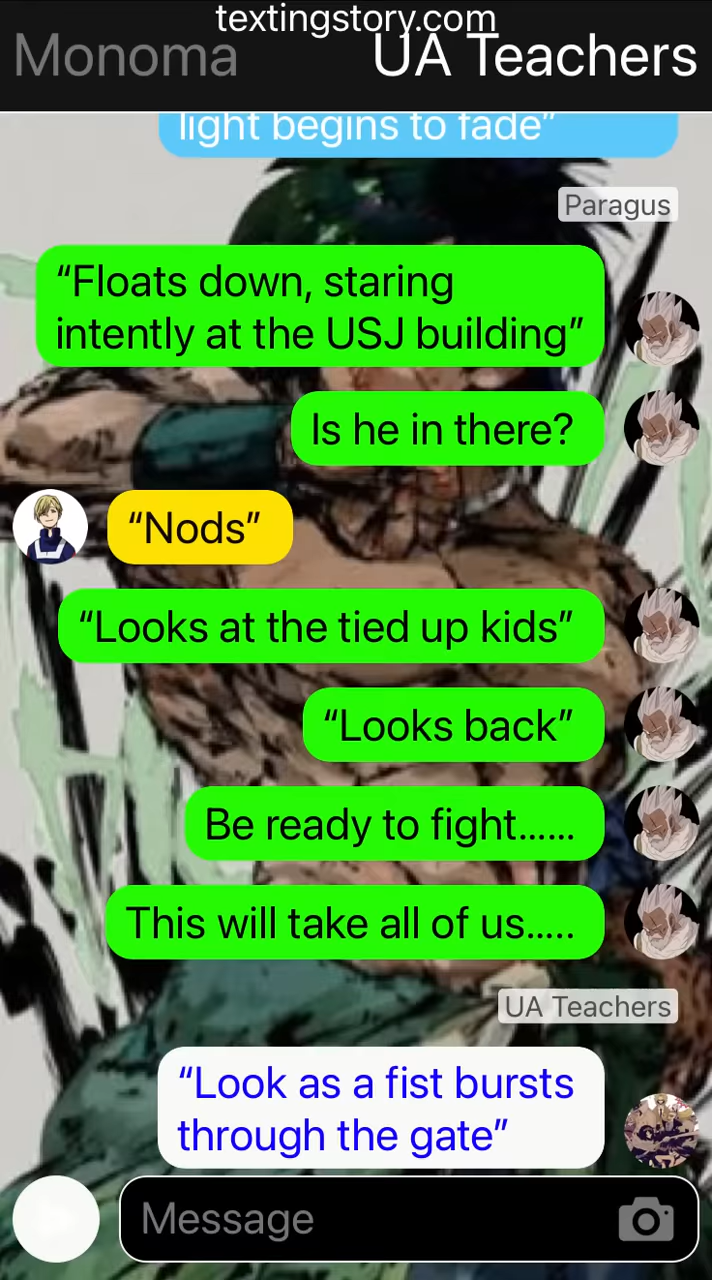 textingstory.com
Monoma
UA Teachers
light begins to fade”
Paragus
“Floats down, staring
intently at the USJ building”
Is he in there?
“Nods”
“Looks at the tied up kids”
“Looks back”
Be ready to fight......
This will take all of us.....
UA Teachers
“Look as a fist bursts
through the gate”
Message